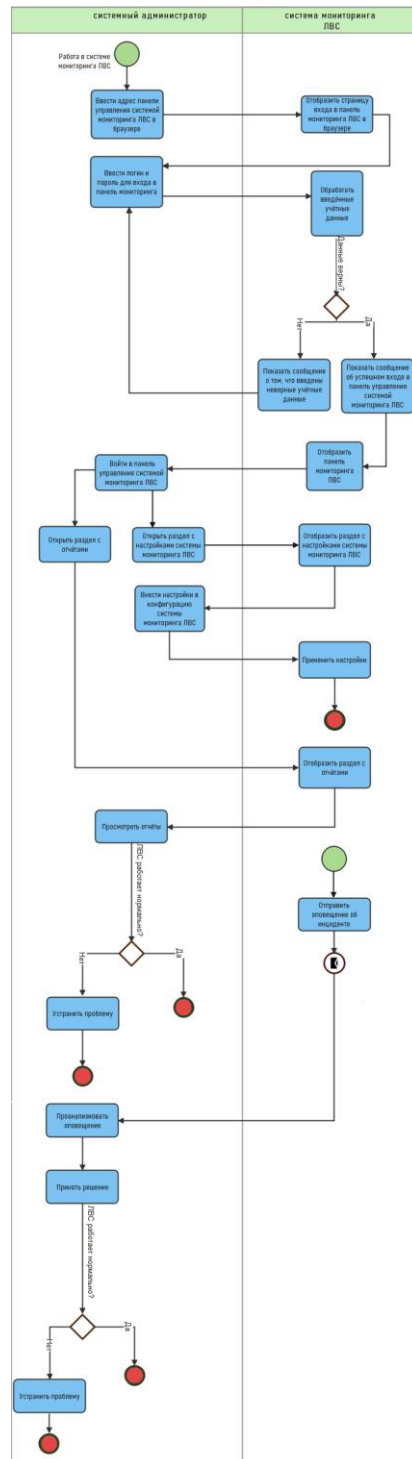 системный администратор
система мониторинга
ЛВС
Работа в системе
мониторинга ЛВС
Ввести адрес панели
управления системой
мониторинга ЛВС в
браузере
Отобразить страницу
входа в панель
мониторинга ЛВС в
браузере
Ввести логин и
пароль для входа в
панель мониторинга
Обработать
введённые
учётные
данные
Данные верны?
Нет
Да
Показать сообщение
о том, что введены
неверные учётные
данные
Показать сообщение
об успешном входе в
панель управления
системой
мониторинга ЛВС
Войти в панель
управления системой
мониторинга ЛВС
Отобразить
панель
мониторинга
ЛВС
Открыть раздел с
отчётами
Открыть раздел с
настройками системы
мониторинга ЛВС
Отобразить раздел с
настройками системы
мониторинга ЛВС
Внести настройки в
конфигурацию
системы
мониторинга ЛВС
Применить настройки
Отобразить раздел с
отчётами
Просмотреть отчёты
ЛВС работает нормально?
Нет
Да
Устранить проблему
Отправить
оповещение об
инциденте
Проанализировать
оповещение
Принять решение
ЛВС работает нормально?
Нет
Да
Устранить проблему